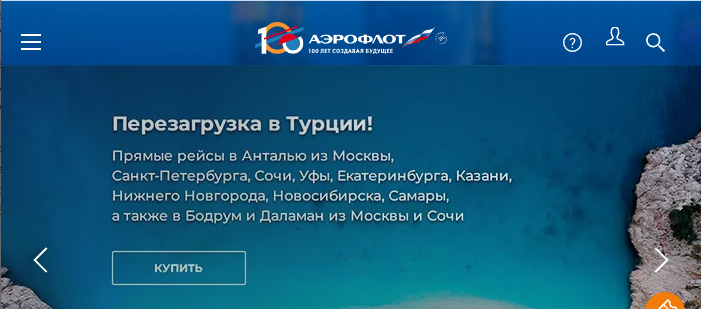 100 АЭРОФЛОТ
100 ЛЕТ СОЗДАВАЯ БУДУЩЕЕ
Перезагрузка в Турции!
Прямые рейсы в Анталью из Москвы,
Санкт-Петербурга, Сочи, Уфы, Екатеринбурга, Казани,
Нижнего Новгорода, Новосибирска, Самары,
а также в Бодрум и Даламан из Москвы и Сочи
КУПИТЬ